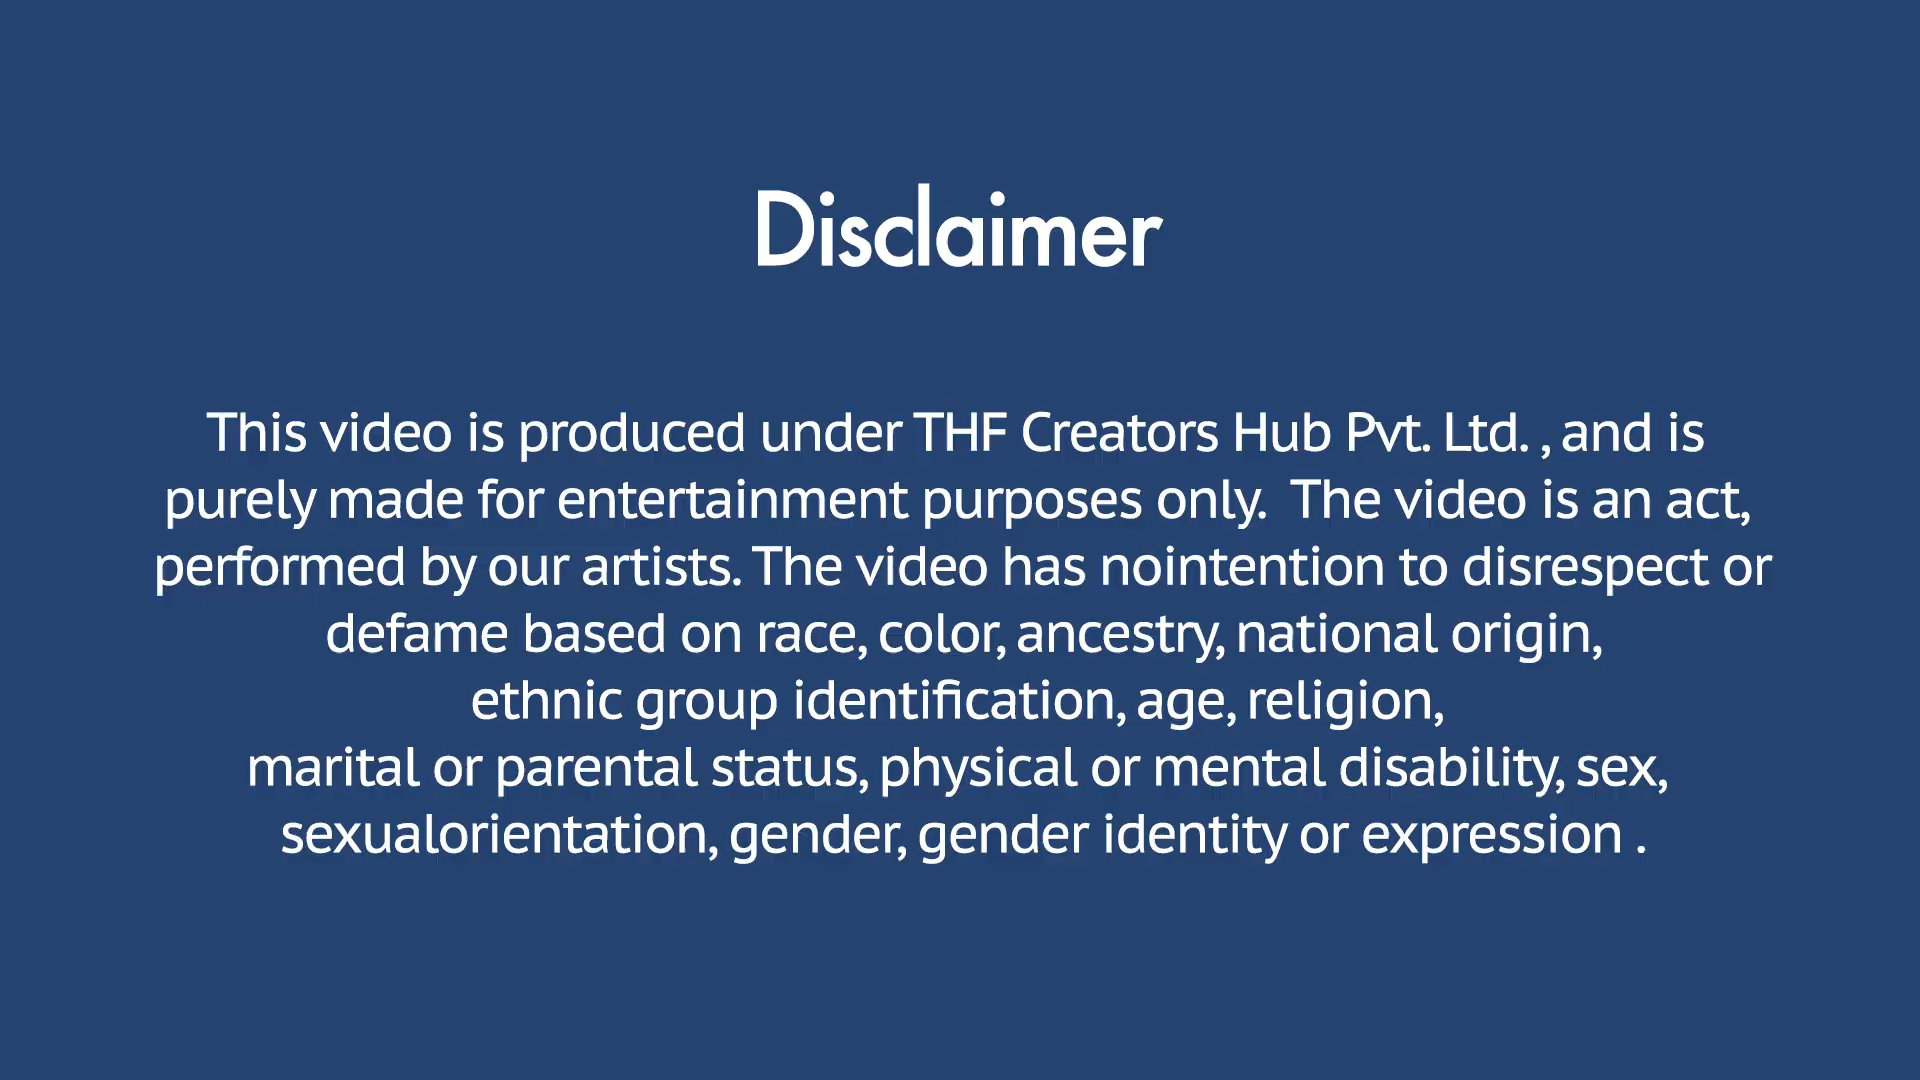 Disclaimer
This video is produced under THF Creators Hub Pvt. Ltd. , and is
purely made for entertainment purposes only.  The video is an act,
performed by our artists. The video has nointention to disrespect or
defame based on race, color, ancestry, national origin,
ethnic group identification, age, religion,
marital or parental status, physical or mental disability, sex,
sexualorientation, gender, gender identity or expression .